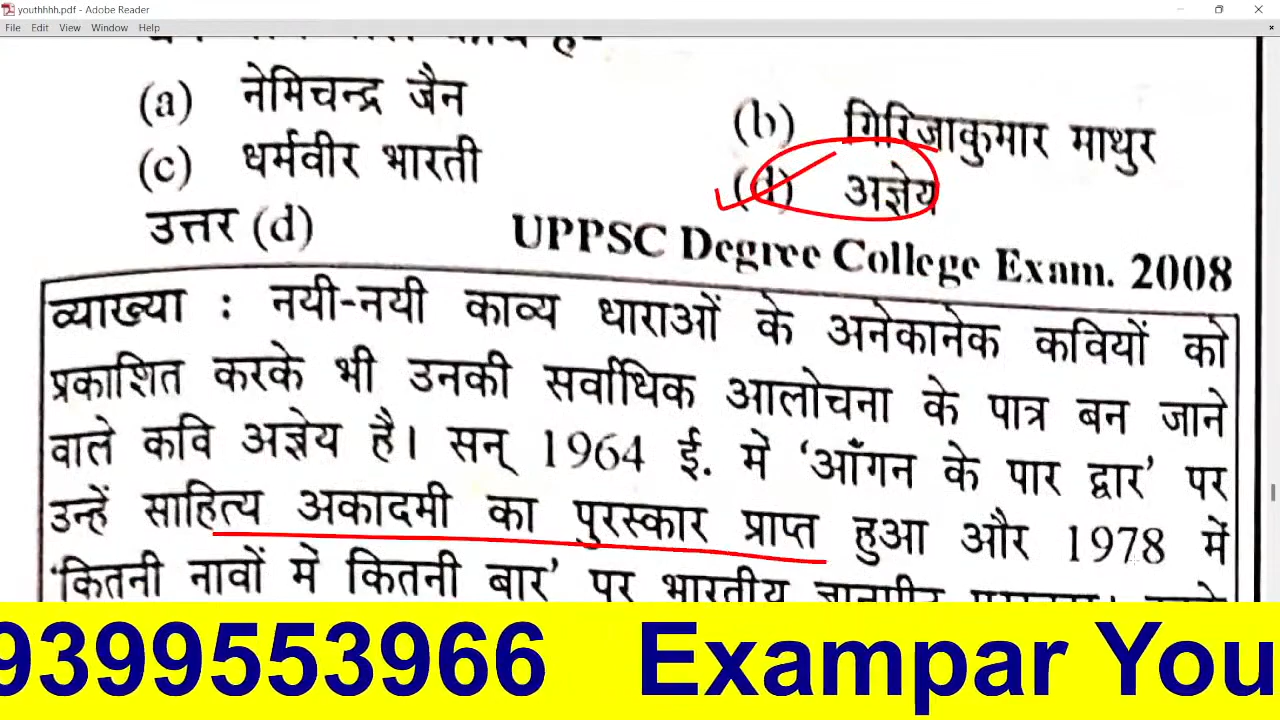 youthhhh.pdf - Adobe Reader
File Edit View Window Help
(a) नेमिचन्द्र जैन
(b) गिरिजाकुमार माथुर
(c) धर्मवीर भारती
(d) अज्ञेय
उत्तर (d)
UPPSC Degree College Exam. 2008
व्याख्या : नयी-नयी काव्य धाराओं के अनेकानेक कवियों को
प्रकाशित करके भी उनकी सर्वाधिक आलोचना के पात्र बन जाने
वाले कवि अज्ञेय है। सन् 1964 ई. में ‘आँगन के पार द्वार’ पर
उन्हें साहित्य अकादमी का पुरस्कार प्राप्त हुआ और 1978 में
‘कितनी नावों में कितनी बार’ पर भारतीय
9399553966 Exampar You